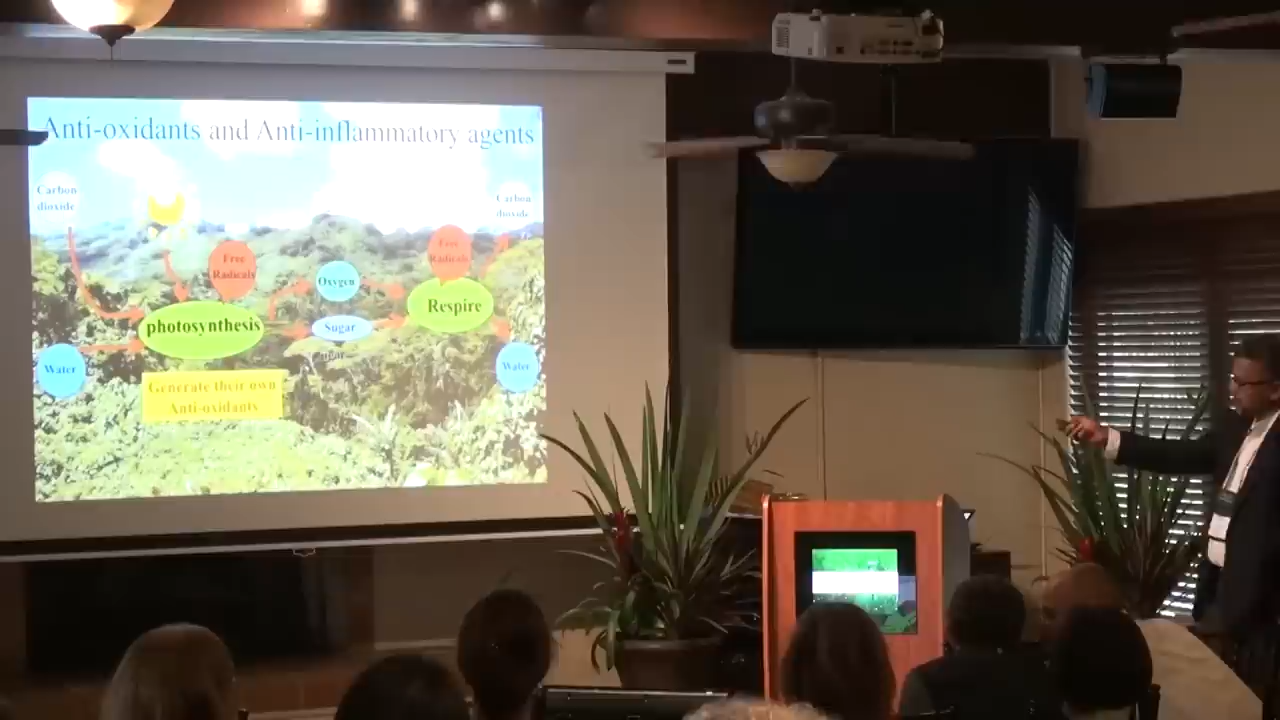 Anti-oxidants and Anti-inflammatory agents
Carbon
dioxide
Carbon
dioxide
Free
Radicals
Free
Radicals
Oxygen
photosynthesis
Respire
Sugar
Water
Water
Generate their own
Anti-oxidants